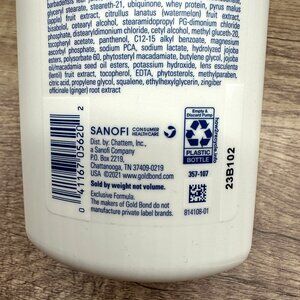 glyceryl stearate, steareth-21, ubiquinone, whey protein, pyrus malus
(apple) fruit extract, citrullus lanatus (watermelon) fruit extract,
biotin, cetearyl alcohol, stearamidopropyl PG-dimonium chloride
phosphate, distearyldimonium chloride, cetyl alcohol, methyl gluceth-20,
tocopheryl acetate, panthenol, C12-15 alkyl benzoate,
magnesium ascorbyl phosphate, sodium PCA, sodium lactate, hydrolyzed jojoba
esters, polysorbate 60, phytosteryl macadamiate, butylene glycol,
macadamia seed oil esters, potassium hydroxide, lens esculenta
(lentil) fruit extract, tocopherol, EDTA, phytosterols, methylparaben,
citric acid, propylene glycol, squalene, ethylhexylglycerin, zingiber
officinale (ginger) root extract
SANOFI CONSUMER HEALTHCARE
Dist. by: Chattem, Inc.,
a Sanofi Company
P.O. Box 2219,
Chattanooga, TN 37409-0219
USA ©2021 www.goldbond.com
Sold by weight not volume.
Exclusive Formula.
The makers of Gold Bond do not
manufacture private label brands.
0 41167 05620 2
Empty &
Discard Pump
PLASTIC
BOTTLE
357-107
814108-01
23B102